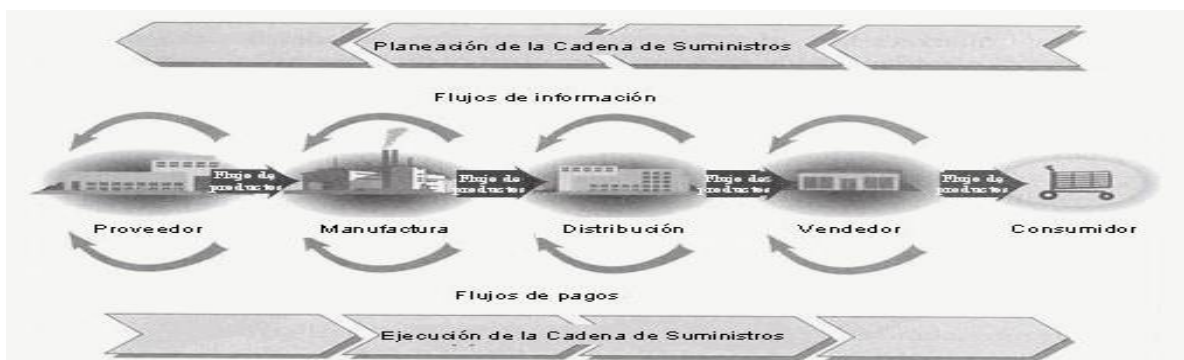 Planeación de la Cadena de Suministros
Flujos de información
Flujo de productos
Flujo de productos
Flujo de productos
Flujo de productos
Proveedor
Manufactura
Distribución
Vendedor
Consumidor
Flujos de pagos
Ejecución de la Cadena de Suministros